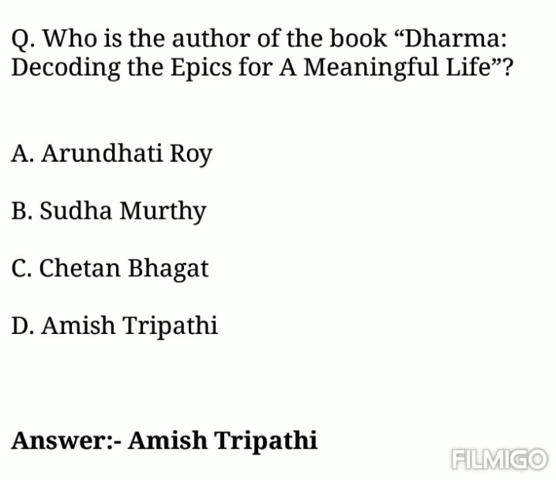 Q. Who is the author of the book “Dharma:
Decoding the Epics for A Meaningful Life”?
A. Arundhati Roy
B. Sudha Murthy
C. Chetan Bhagat
D. Amish Tripathi
Answer:- Amish Tripathi
FILMIGO